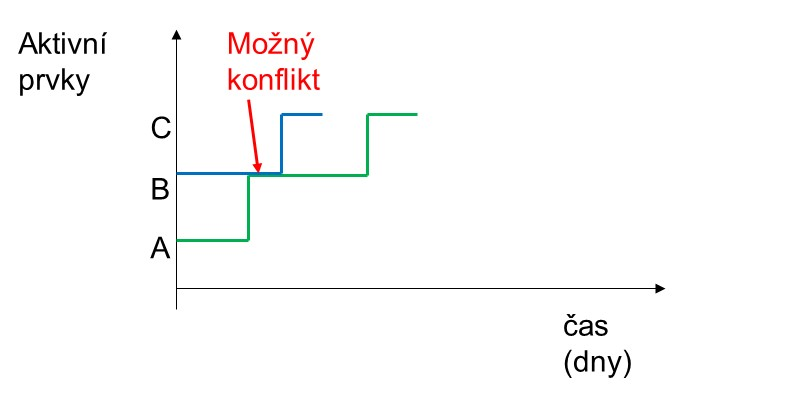 Aktivní
prvky
Možný
konflikt
C
B
A
čas
(dny)